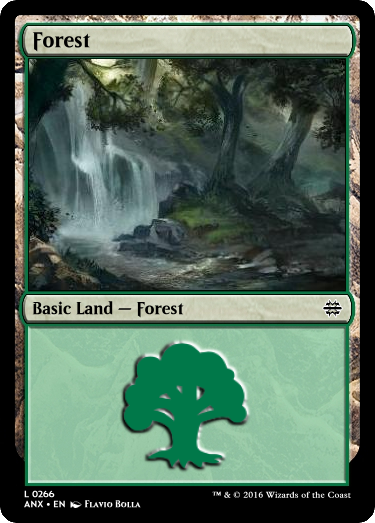 Forest
Basic Land — Forest
L 0266
ANX • EN Flavio Bolla
™ & © 2016 Wizards of the Coast